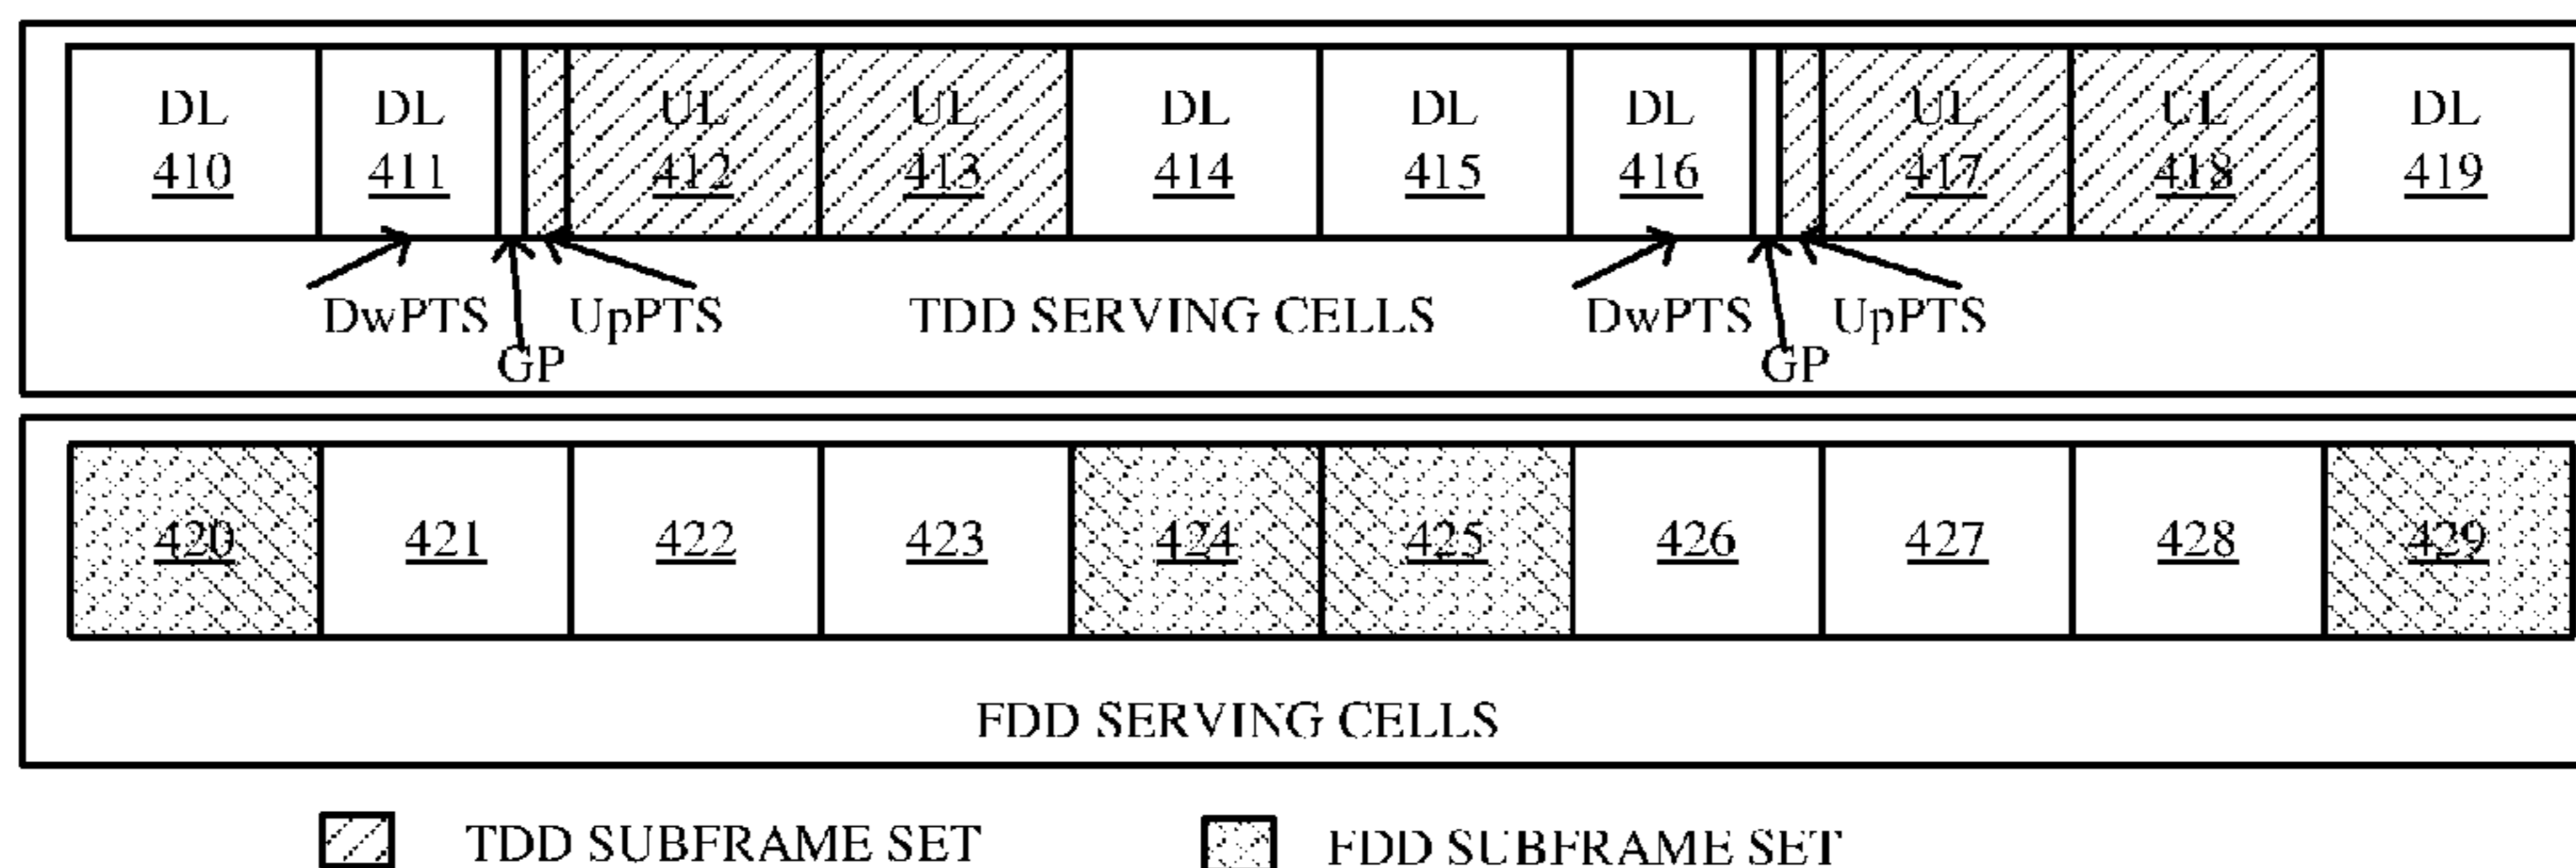 DL DL UL UL DL DL DL UL UL DL
410 411 412 413 414 415 416 417 418 419
DwPTS UpPTS TDD SERVING CELLS DwPTS UpPTS
GP GP
420 421 422 423 424 425 426 427 428 429
FDD SERVING CELLS
TDD SUBFRAME SET FDD SUBFRAME SET